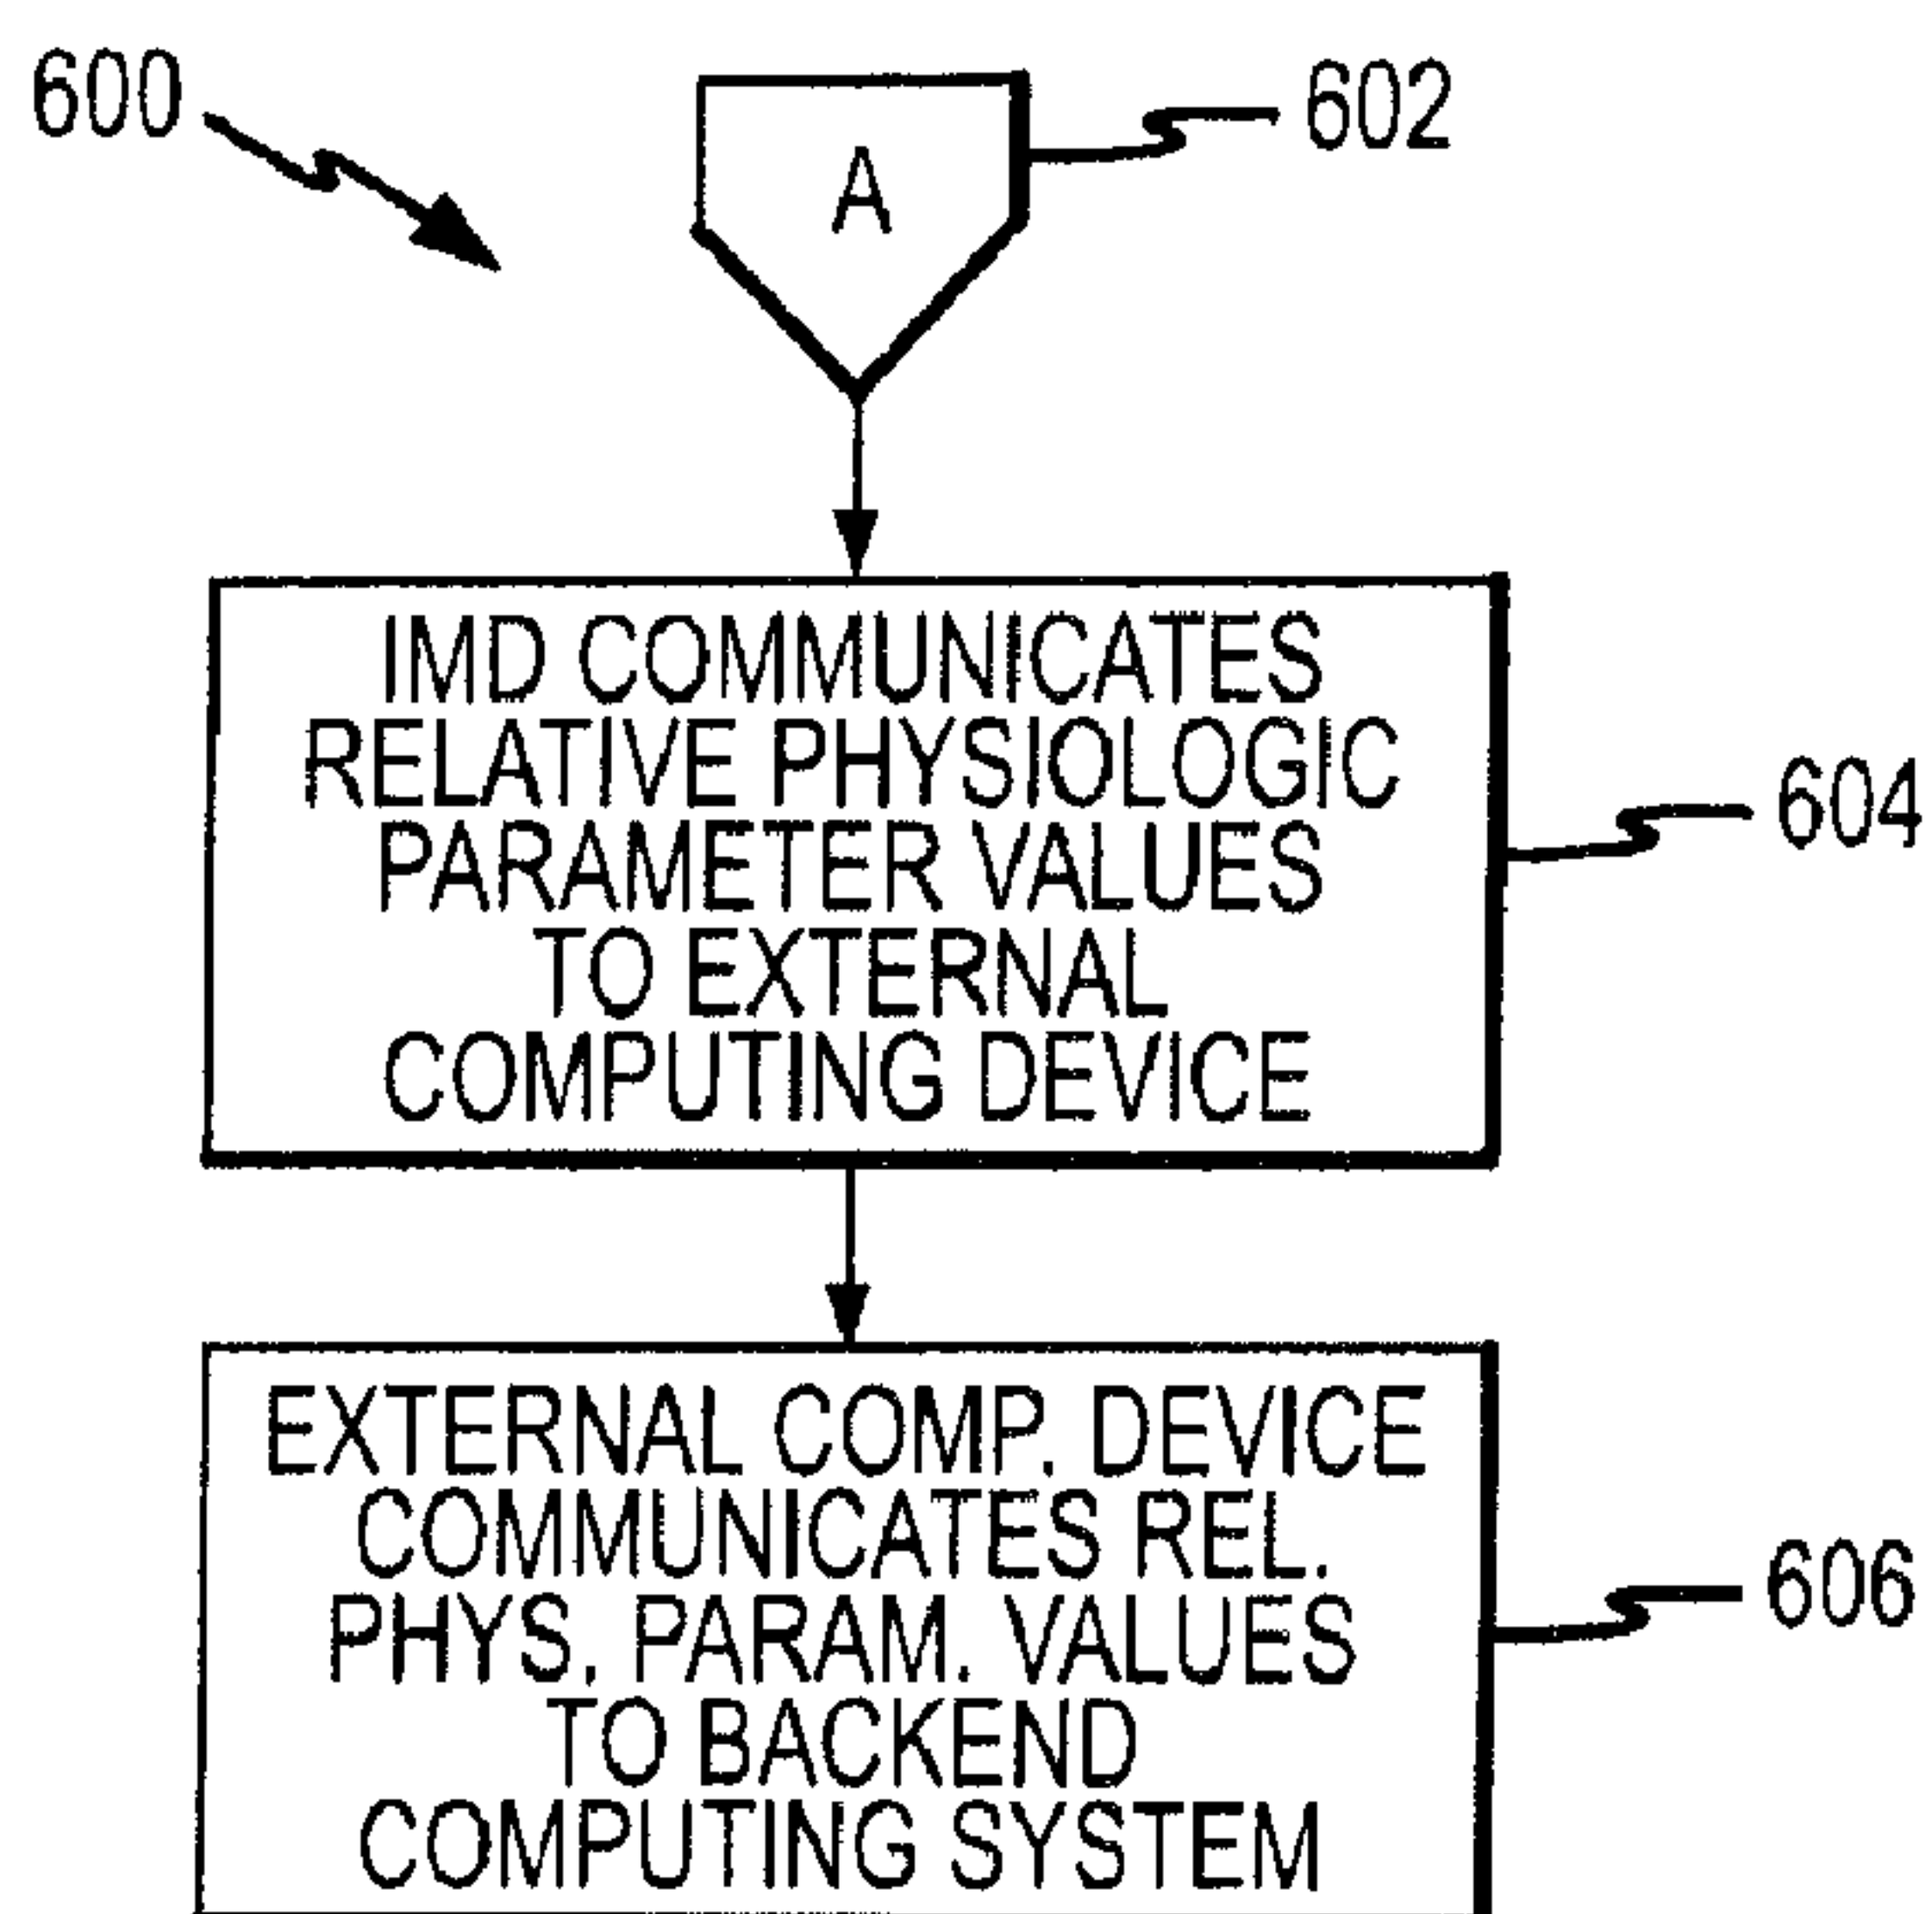 600
602
A
IMD COMMUNICATES
RELATIVE PHYSIOLOGIC
PARAMETER VALUES
TO EXTERNAL
COMPUTING DEVICE
604
EXTERNAL COMP. DEVICE
COMMUNICATES REL.
PHYS. PARAM. VALUES
TO BACKEND
COMPUTING SYSTEM
606